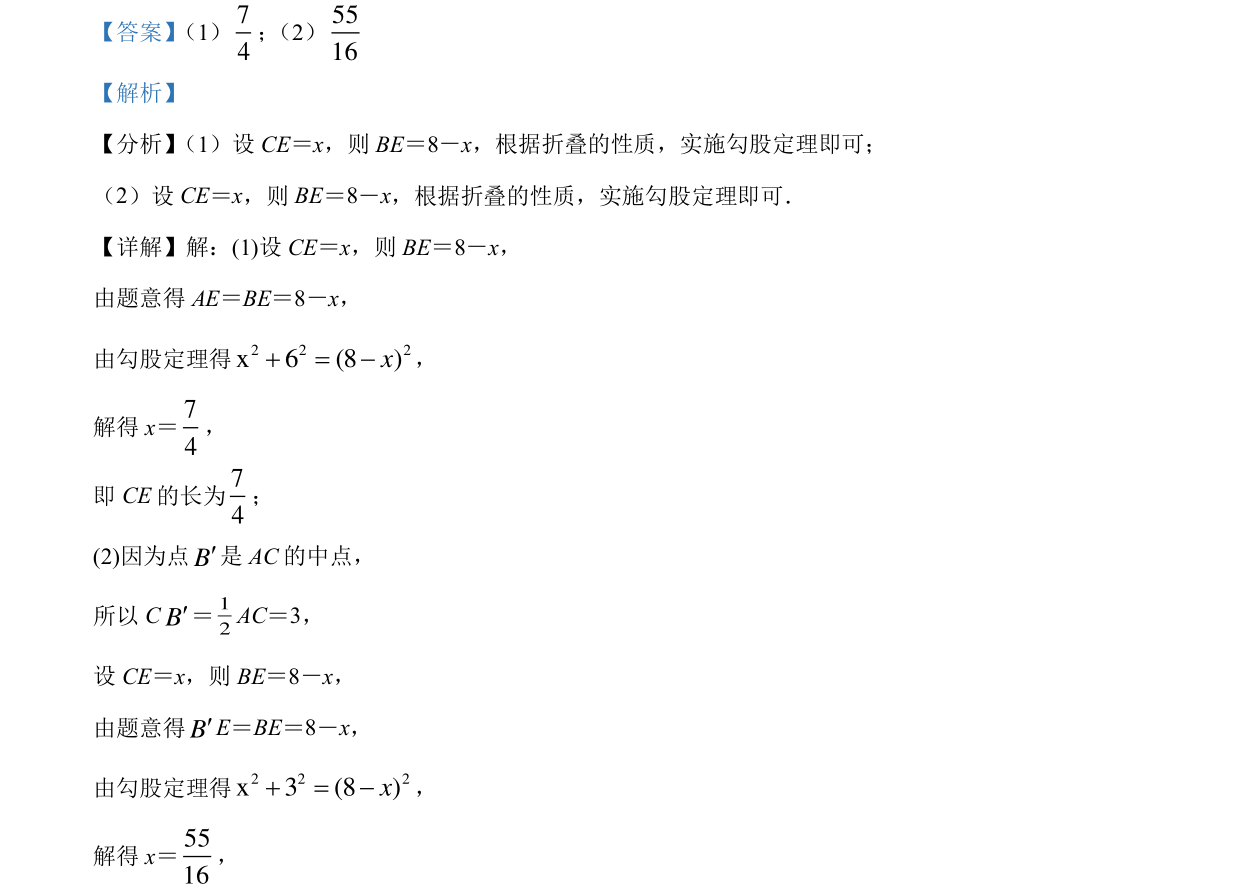 【答案】（1）7/4；（2）55/16
【解析】
【分析】（1）设 CE＝x，则 BE＝8－x，根据折叠的性质，实施勾股定理即可；
（2）设 CE＝x，则 BE＝8－x，根据折叠的性质，实施勾股定理即可．
【详解】解：(1)设 CE＝x，则 BE＝8－x，
由题意得 AE＝BE＝8－x，
由勾股定理得 x² + 6² = (8 − x)²，
解得 x＝7/4，
即 CE 的长为 7/4；
(2)因为点 B′ 是 AC 的中点，
所以 C B′ ＝ 1/2 AC＝3，
设 CE＝x，则 BE＝8－x，
由题意得 B′ E＝BE＝8－x，
由勾股定理得 x² + 3² = (8 − x)²，
解得 x＝55/16，